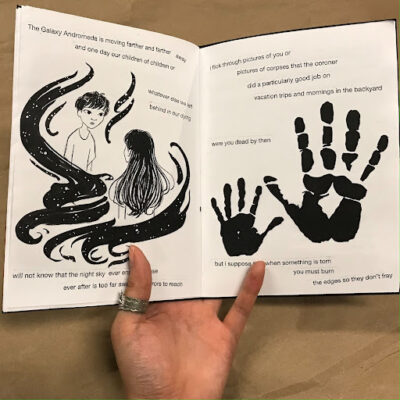 The Galaxy Andromeda is moving farther and farther away
and one day our children of children or
whatever else we left
behind in our dying
will not know that the night sky ever
ever after is too far to reach
i flick through pictures of you or
pictures of corpses that the coroner
did a particularly good job on
vacation trips and mornings in the backyard
were you dead by then
but i suppose when something is torn
you must burn
the edges so they don't fray